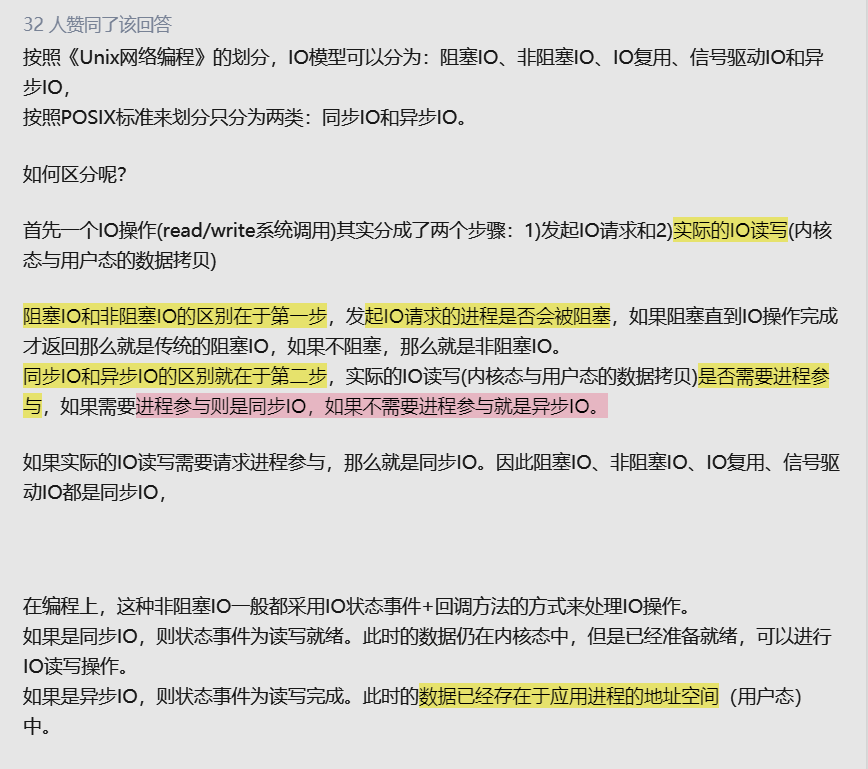 32 人赞同了该回答
按照《Unix网络编程》的划分，IO模型可以分为：阻塞IO、非阻塞IO、IO复用、信号驱动IO和异
步IO，
按照POSIX标准来划分只分为两类：同步IO和异步IO。
如何区分呢？
首先一个IO操作(read/write系统调用)其实分成了两个步骤：1)发起IO请求和2)实际的IO读写(内核
态与用户态的数据拷贝)
阻塞IO和非阻塞IO的区别在于第一步，发起IO请求的进程是否会被阻塞，如果阻塞直到IO操作完成
才返回那么就是传统的阻塞IO，如果不阻塞，那么就是非阻塞IO。
同步IO和异步IO的区别就在于第二步，实际的IO读写(内核态与用户态的数据拷贝)是否需要进程参
与，如果需要进程参与则是同步IO，如果不需要进程参与就是异步IO。
如果实际的IO读写需要请求进程参与，那么就是同步IO。因此阻塞IO、非阻塞IO、IO复用、信号驱
动IO都是同步IO，
在编程上，这种非阻塞IO一般都采用IO状态事件+回调方法的方式来处理IO操作。
如果是同步IO，则状态事件为读写就绪。此时的数据仍在内核态中，但是已经准备就绪，可以进行
IO读写操作。
如果是异步IO，则状态事件为读写完成。此时的数据已经存在于应用进程的地址空间（用户态）
中。